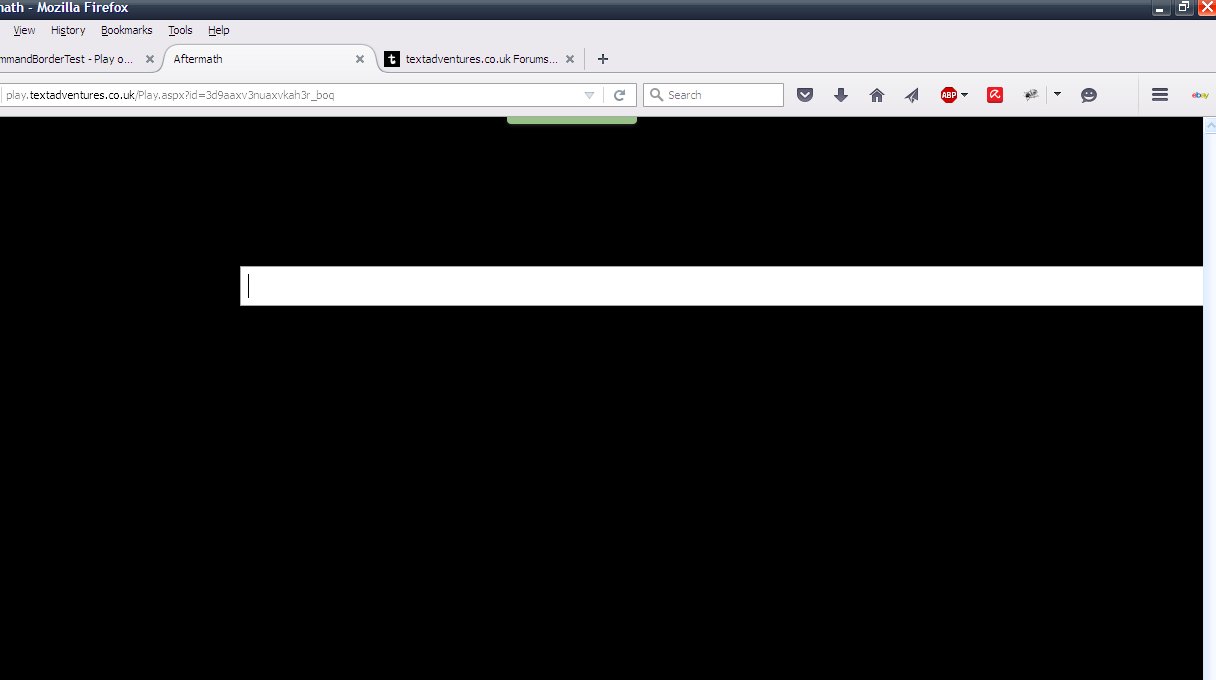 math - Mozilla Firefox
View History Bookmarks Tools Help
mmandBorderTest - Play o... Aftermath t textadventures.co.uk Forums...
play.textadventures.co.uk/Play.aspx?id=3d9aaxv3nuaxvkah3r_boq Search ABP ebay